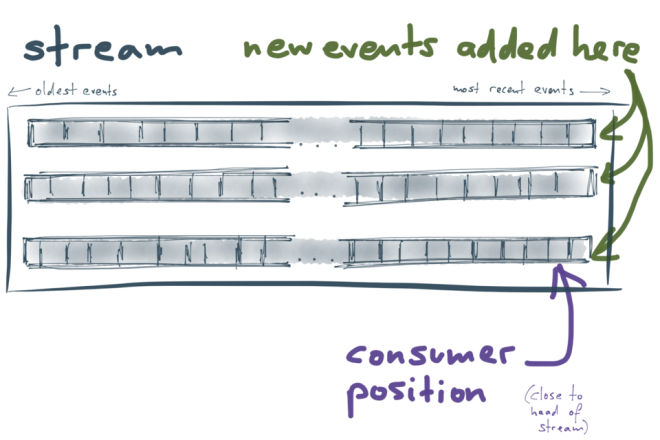 stream
new events added here
← oldest events
most recent events →
consumer
position
(close to
head of
stream)